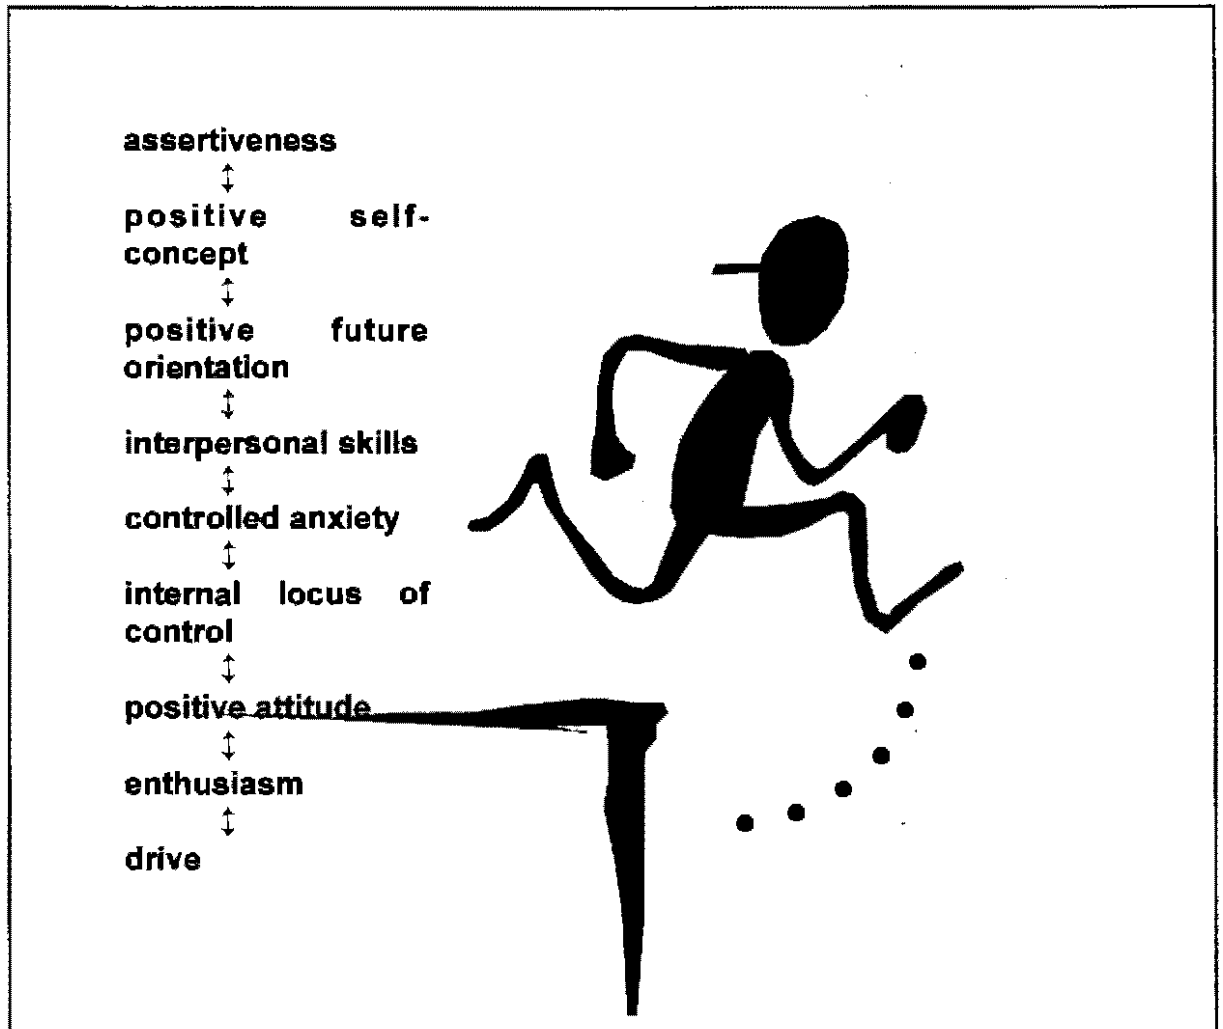 assertiveness
positive self-
concept
positive future
orientation
interpersonal skills
controlled anxiety
internal locus of
control
positive attitude
enthusiasm
drive